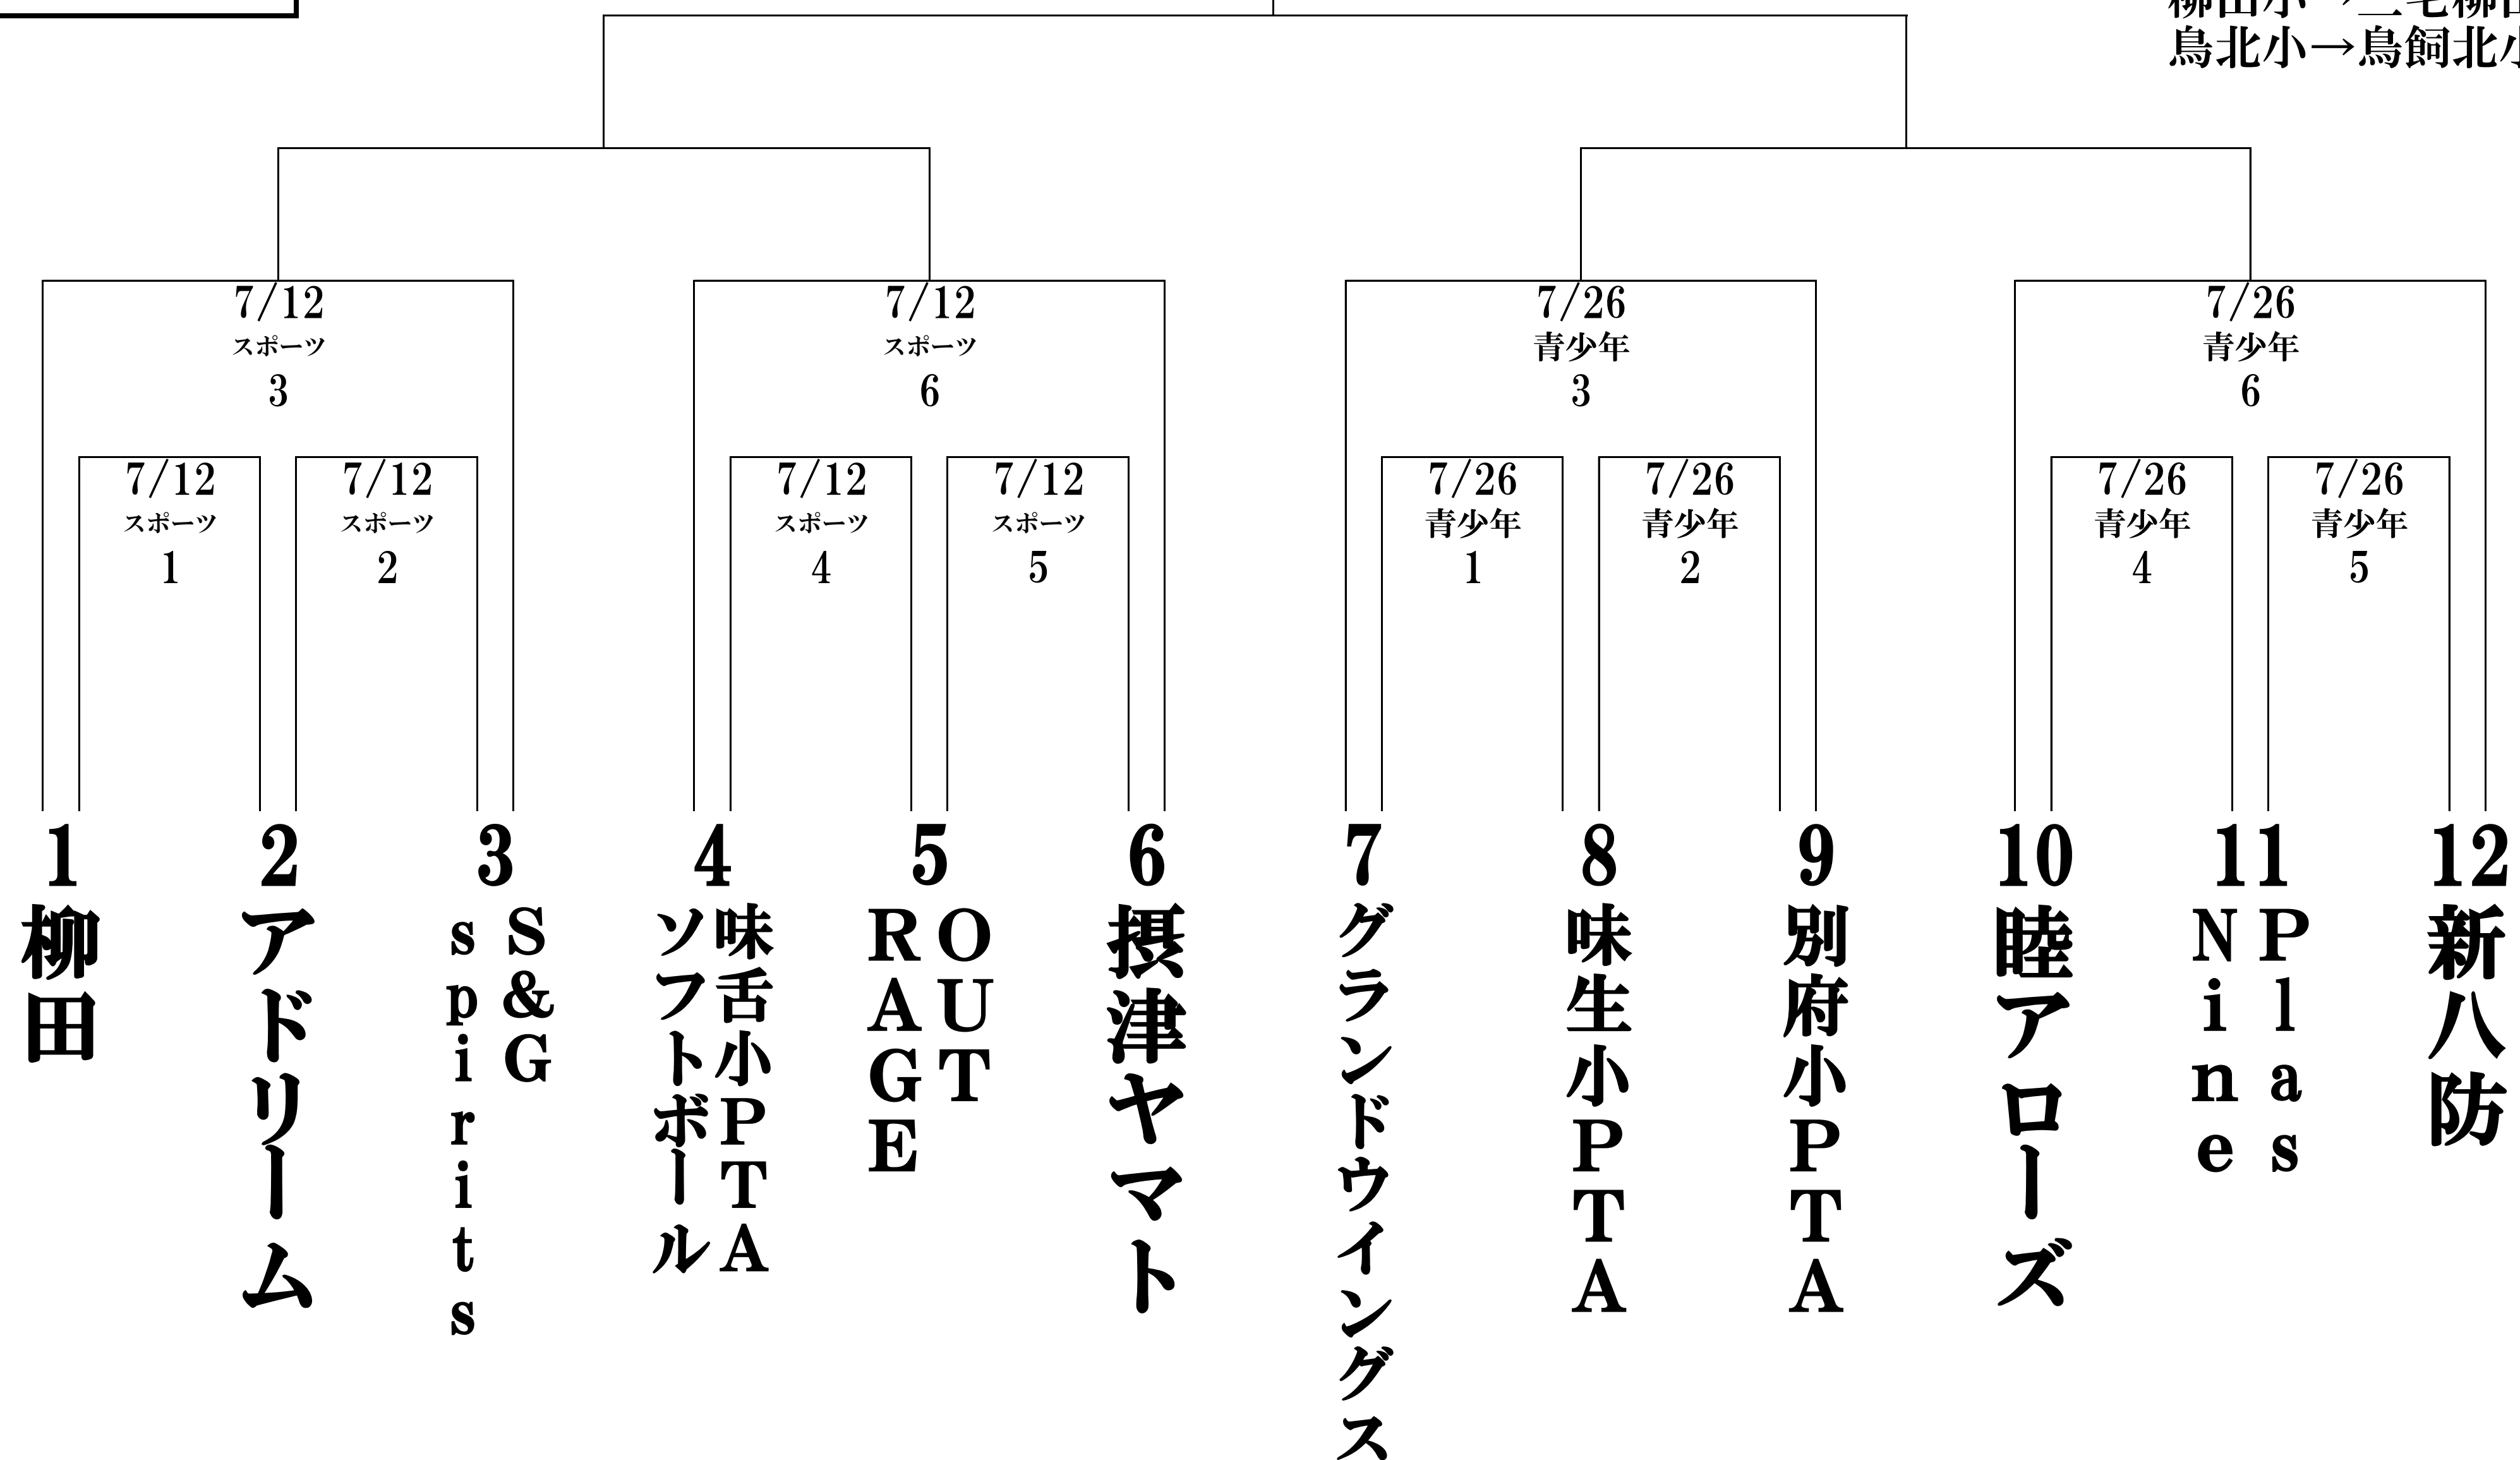 鳥北小→鳥飼北小
7/12
スポーツ
3
7/12
スポーツ
6
7/26
青少年
3
7/26
青少年
6
7/12
スポーツ
1
7/12
スポーツ
2
7/12
スポーツ
4
7/12
スポーツ
5
7/26
青少年
1
7/26
青少年
2
7/26
青少年
4
7/26
青少年
5
1
柳田
2
アドリーム
3
S&G
spirits
4
味舌小PTA
ソフトボール
5
OUT
RAGE
6
摂津ヤマト
7
グランドウイングス
8
味生小PTA
9
別府小PTA
10
睦アローズ
11
Plas
Nine
12
新八防